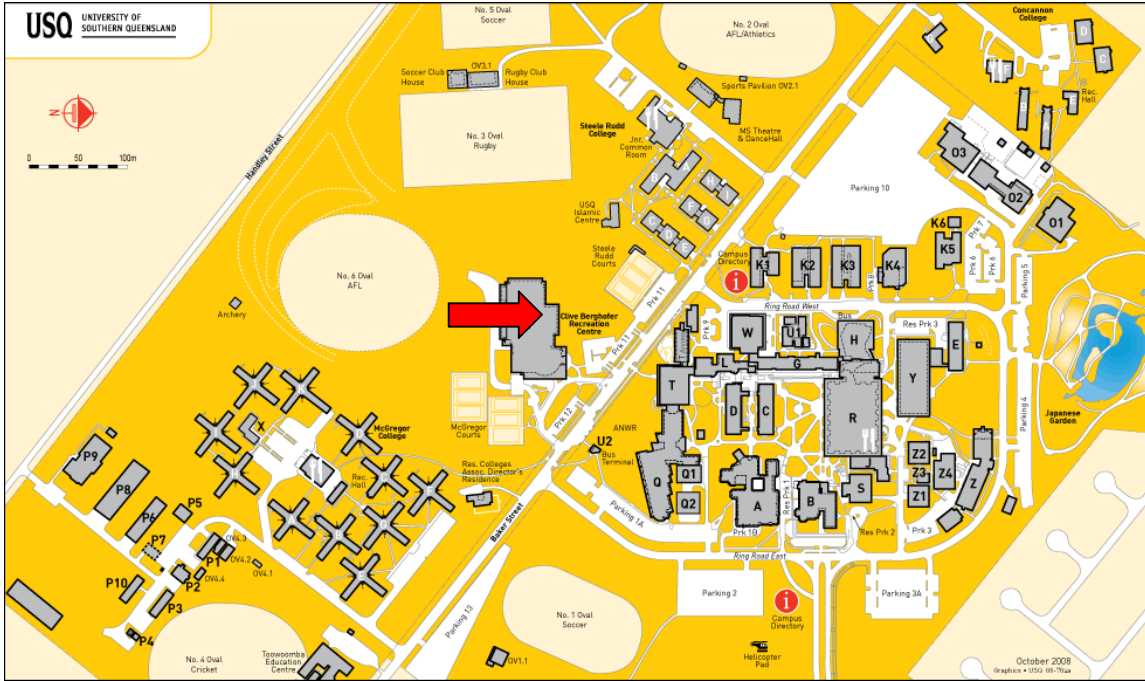 USQ UNIVERSITY OF
SOUTHERN QUEENSLAND
No. 5 Oval
Soccer
No. 2 Oval
AFL/Athletics
Concannon
College
D
C
F
B
A
E
Rec.
Hall
OV3.1
Soccer Club
House
Rugby Club
House
Sports Pavilion OV2.1
MS Theatre
& DanceHall
N
0 50 100m
Handley Street
No. 3 Oval
Rugby
Steele Rudd
College
Jnr.
Common
Room
A
B
H
I
F
G
C
D
E
USQ
Islamic
Centre
Steele
Rudd
Courts
Parking 10
O3
O2
O1
K6
K5
Prk 7
Prk 6
Prk 6
Parking 5
Campus
Directory
i
K1
K2
K3
K4
Prk 8
No. 6 Oval
AFL
Archery
Clive Berghofer
Recreation
Centre
Prk 11
Prk 11
Prk 12
Prk 9
Ring Road West
Bus
Res Prk 3
W
U1
H
E
L
G
T
Y
D
C
R
Parking 4
Japanese
Garden
McGregor
Courts
McGregor
College
X
Rec.
Hall
Res. Colleges
Assoc. Director's
Residence
U2
Bus
Terminal
ANWR
Q
Q1
Q2
A
B
S
Z2
Z3
Z4
Z1
Z
Res Prk 1
Res Prk 2
Prk 3
Parking 1A
Prk 1B
Ring Road East
Baker Street
P9
P8
P6
P5
P7
P1
OV4.3
OV4.2
OV4.1
OV4.4
P2
P10
P3
P4
No. 4 Oval
Cricket
Toowoomba
Education
Centre
Parking 13
No. 1 Oval
Soccer
OV1.1
Parking 2
i
Campus
Directory
Parking 3A
Helicopter
Pad
October 2008
Graphics • USQ 08-701a